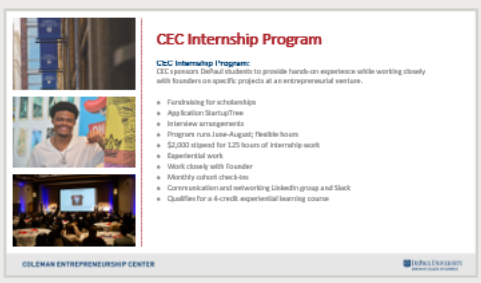 CEC Internship Program
CEC Internship Program:
CEC sponsors DePaul students to provide hands-on experience while working closely
with founders on specific projects at an entrepreneurial venture.
Fundraising for scholarships
Application StartupTree
Interview arrangements
Program runs June-August; flexible hours
$2,000 stipend for 125 hours of internship work
Experiential work
Work closely with Founder
Monthly cohort check-ins
Communication and networking LinkedIn group and Slack
Qualifies for a 4-credit experiential learning course
COLEMAN ENTREPRENEURSHIP CENTER
DEPAUL UNIVERSITY